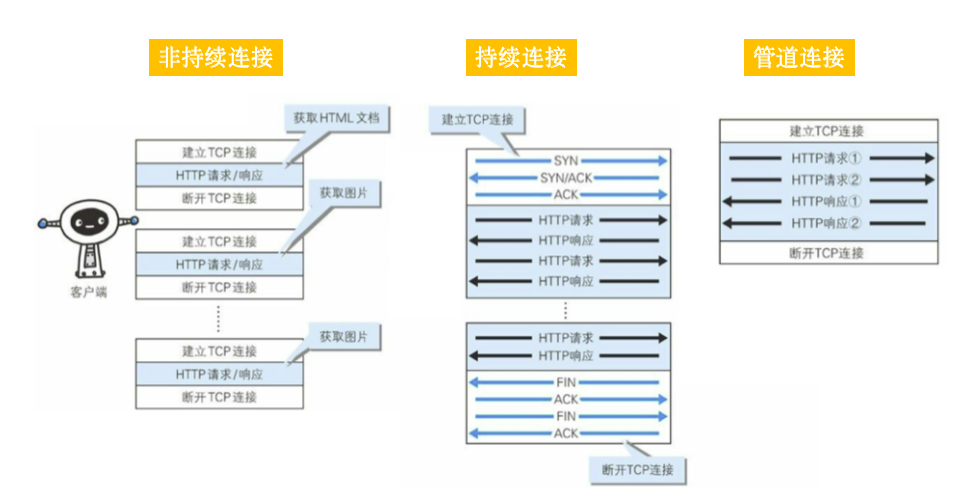 非持续连接
获取HTML文档
建立TCP连接
HTTP请求/响应
断开TCP连接
获取图片
建立TCP连接
HTTP请求/响应
断开TCP连接
获取图片
建立TCP连接
HTTP请求/响应
断开TCP连接
客户端
持续连接
建立TCP连接
SYN
SYN/ACK
ACK
HTTP请求
HTTP响应
HTTP请求
HTTP响应
HTTP请求
HTTP响应
FIN
ACK
FIN
ACK
断开TCP连接
管道连接
建立TCP连接
HTTP请求①
HTTP请求②
HTTP响应①
HTTP响应②
断开TCP连接